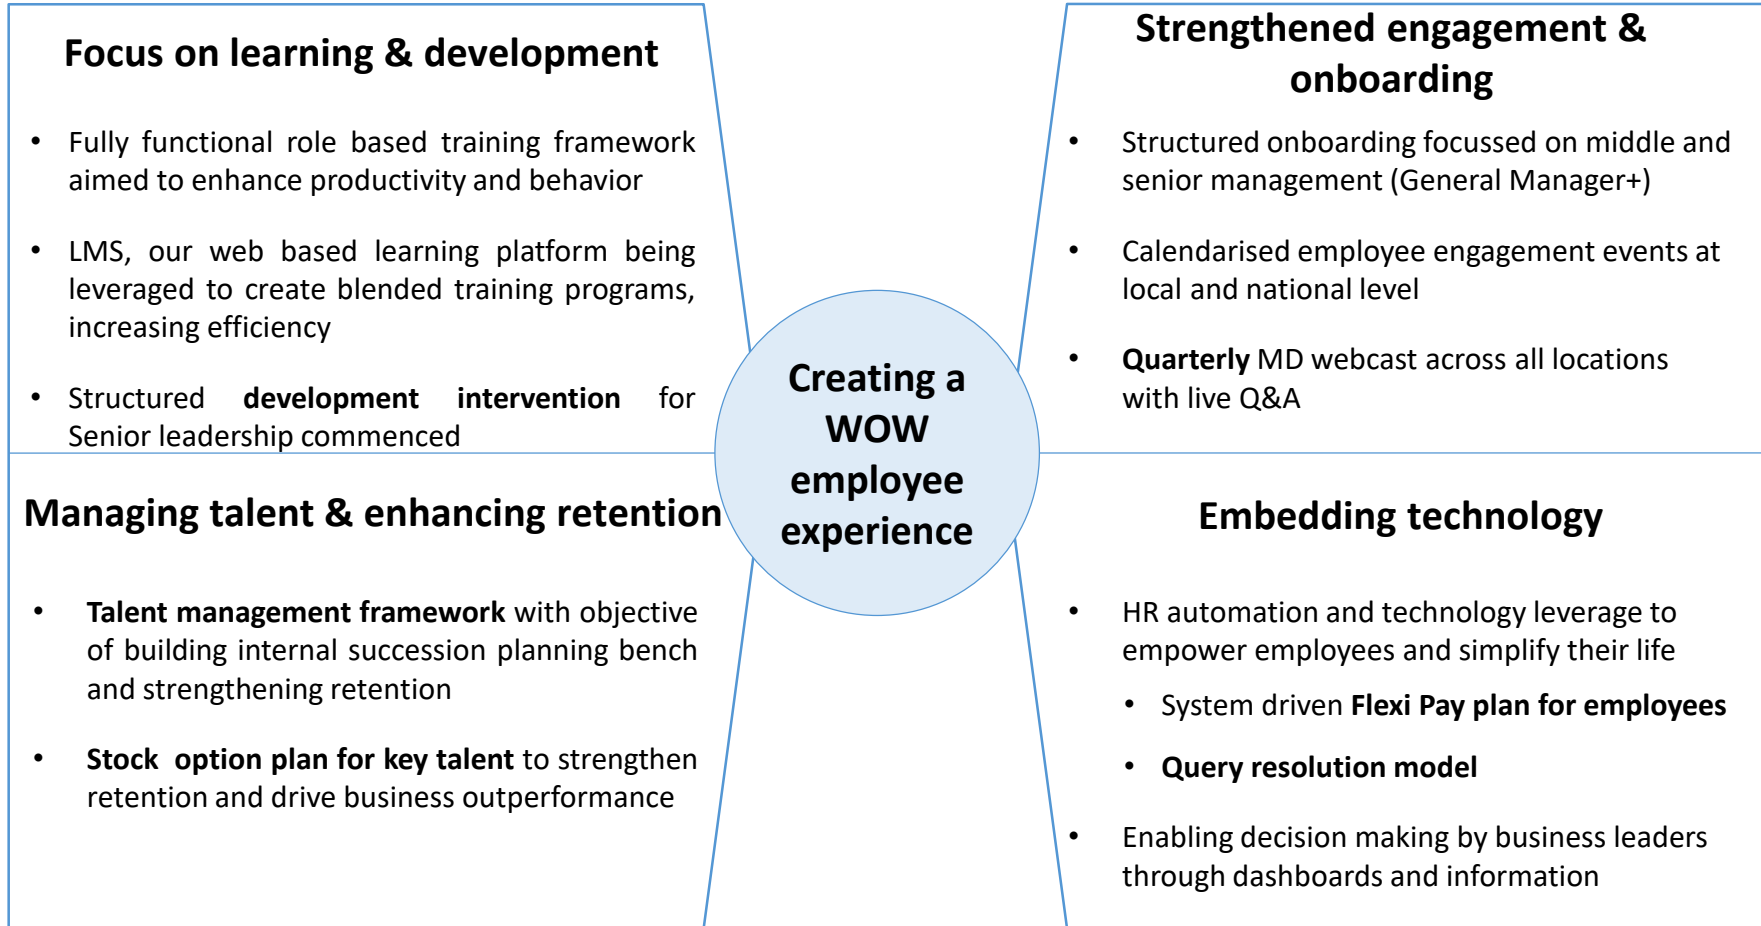 Focus on learning & development
• Fully functional role based training framework
aimed to enhance productivity and behavior
• LMS, our web based learning platform being
leveraged to create blended training programs,
increasing efficiency
• Structured development intervention for
Senior leadership commenced
Strengthened engagement &
onboarding
• Structured onboarding focussed on middle and
senior management (General Manager+)
• Calendarised employee engagement events at
local and national level
• Quarterly MD webcast across all locations
with live Q&A
Creating a
WOW
employee
experience
Managing talent & enhancing retention
• Talent management framework with objective
of building internal succession planning bench
and strengthening retention
• Stock option plan for key talent to strengthen
retention and drive business outperformance
Embedding technology
• HR automation and technology leverage to
empower employees and simplify their life
• System driven Flexi Pay plan for employees
• Query resolution model
• Enabling decision making by business leaders
through dashboards and information